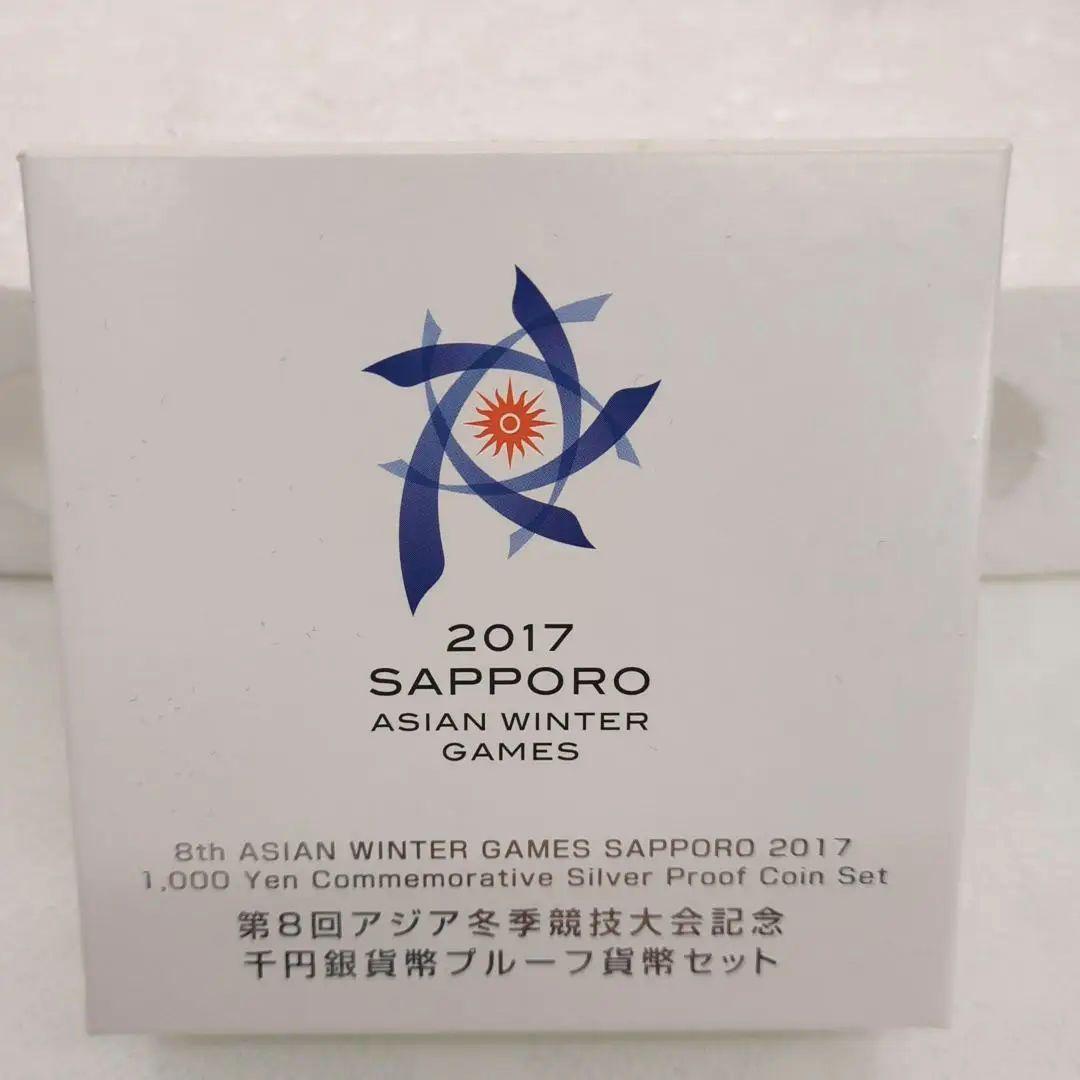 2017
SAPPORO
ASIAN WINTER
GAMES
8th ASIAN WINTER GAMES SAPPORO 2017
1,000 Yen Commemorative Silver Proof Coin Set
第8回アジア冬季競技大会記念
千円銀貨幣プルーフ貨幣セット